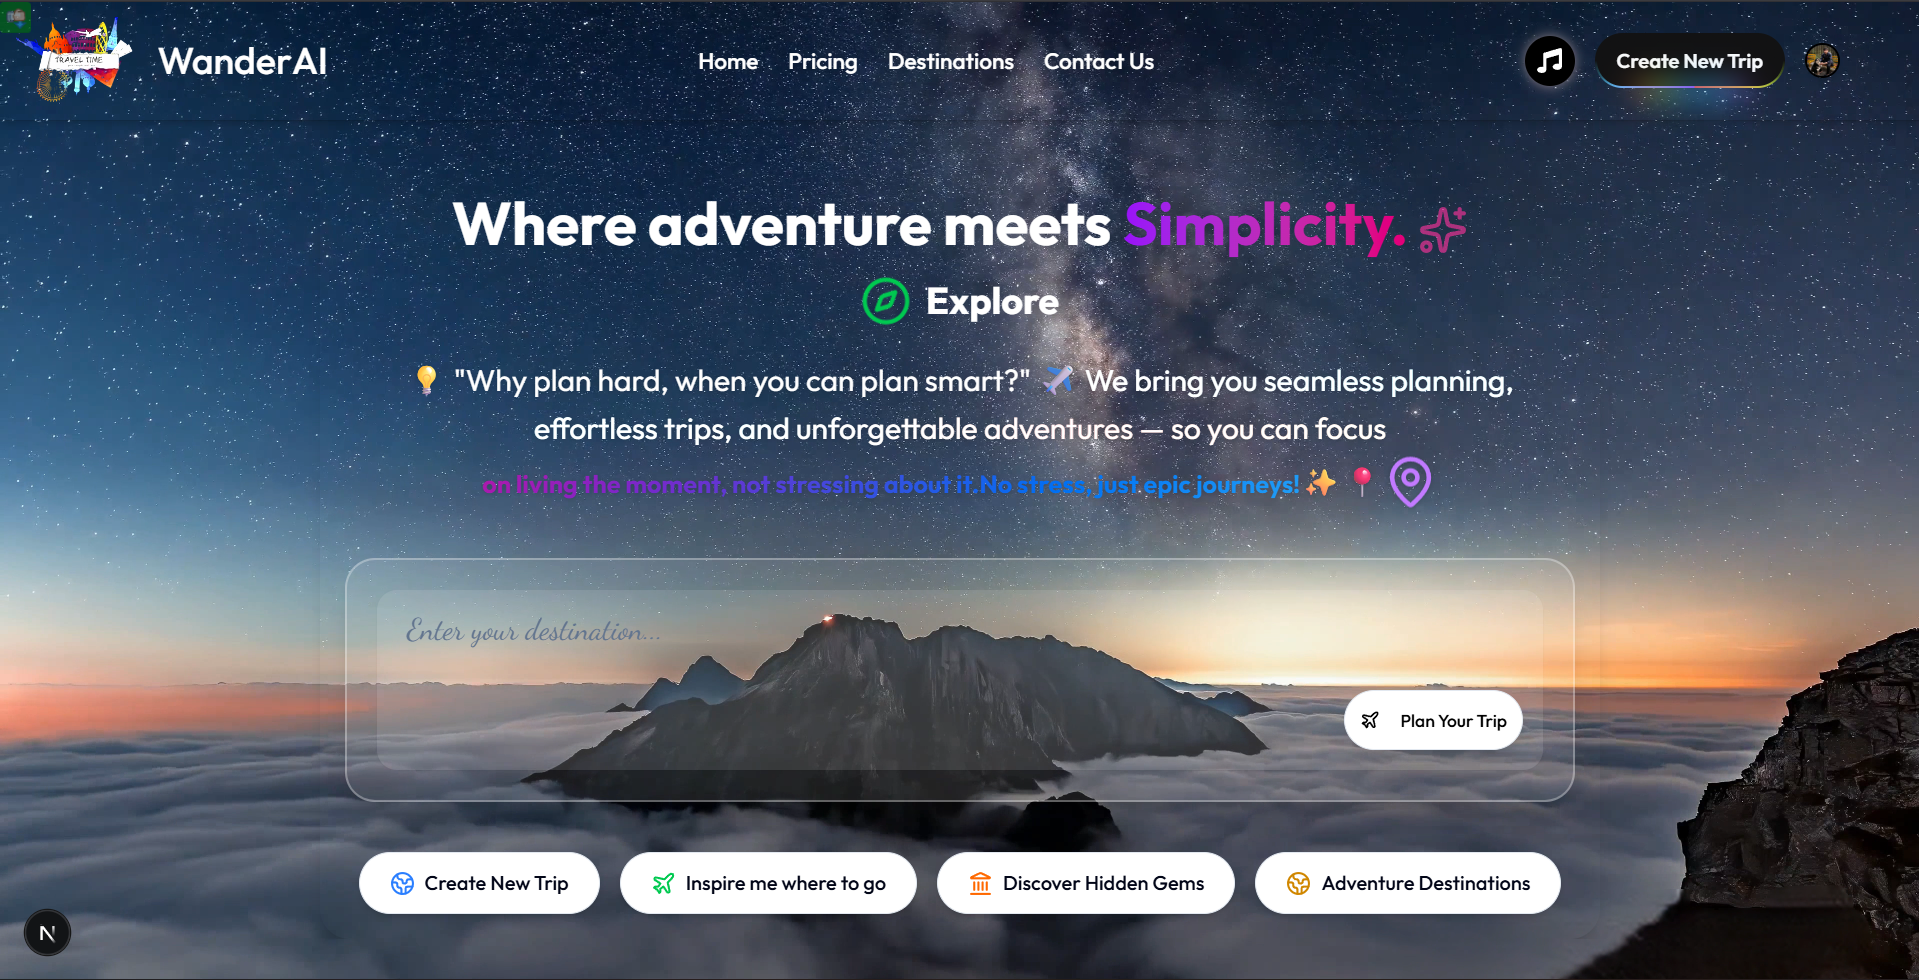 TRAVEL TIME
WanderAI
Home
Pricing
Destinations
Contact Us
Create New Trip
Where adventure meets Simplicity.
Explore
"Why plan hard, when you can plan smart?" We bring you seamless planning,
effortless trips, and unforgettable adventures — so you can focus
on living the moment, not stressing about it.No stress, just epic journeys!
Enter your destination...
Plan Your Trip
Create New Trip
Inspire me where to go
Discover Hidden Gems
Adventure Destinations
N